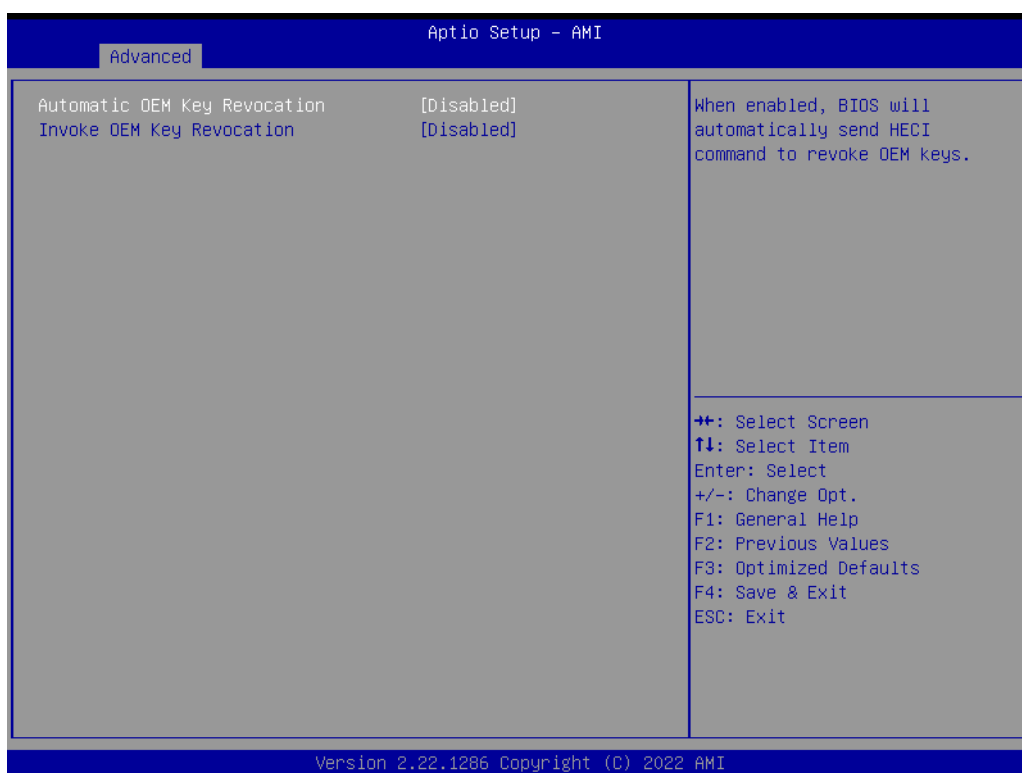 Aptio Setup – AMI
Advanced
Automatic OEM Key Revocation [Disabled]
Invoke OEM Key Revocation [Disabled]
When enabled, BIOS will
automatically send HECI
command to revoke OEM keys.
→←: Select Screen
↑↓: Select Item
Enter: Select
+/-: Change Opt.
F1: General Help
F2: Previous Values
F3: Optimized Defaults
F4: Save & Exit
ESC: Exit
Version 2.22.1286 Copyright (C) 2022 AMI